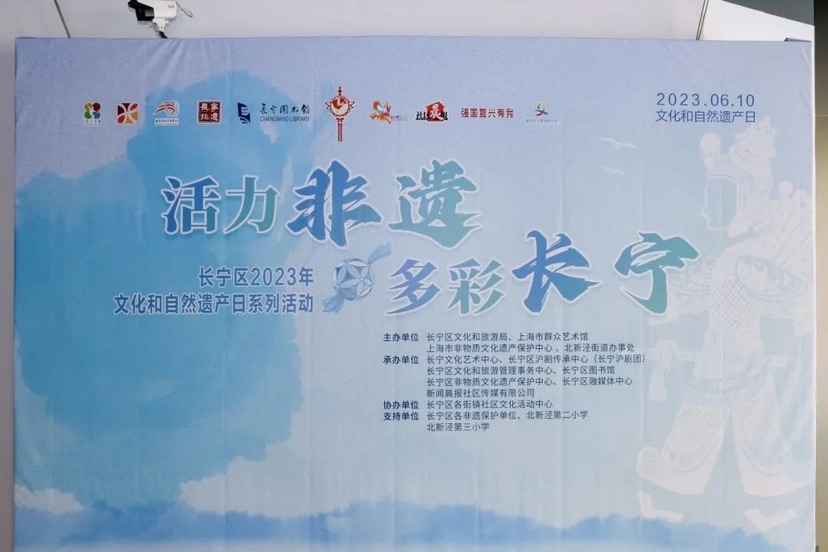 長寧非遺
长宁图书馆
CHANGNING LIBRARY
强国复兴有我
2023.06.10
文化和自然遗产日
活力非遗
多彩长宁
长宁区2023年
文化和自然遗产日系列活动
主办单位 长宁区文化和旅游局、上海市群众艺术馆
上海市非物质文化遗产保护中心、北新泾街道办事处
承办单位 长宁文化艺术中心、长宁区沪剧传承中心（长宁沪剧团）
长宁区文化和旅游管理事务中心、长宁区图书馆
长宁区非物质文化遗产保护中心、长宁区融媒体中心
新闻晨报社区传媒有限公司
协办单位 长宁区各街镇社区文化活动中心
支持单位 长宁区各非遗保护单位、北新泾第二小学
北新泾第三小学